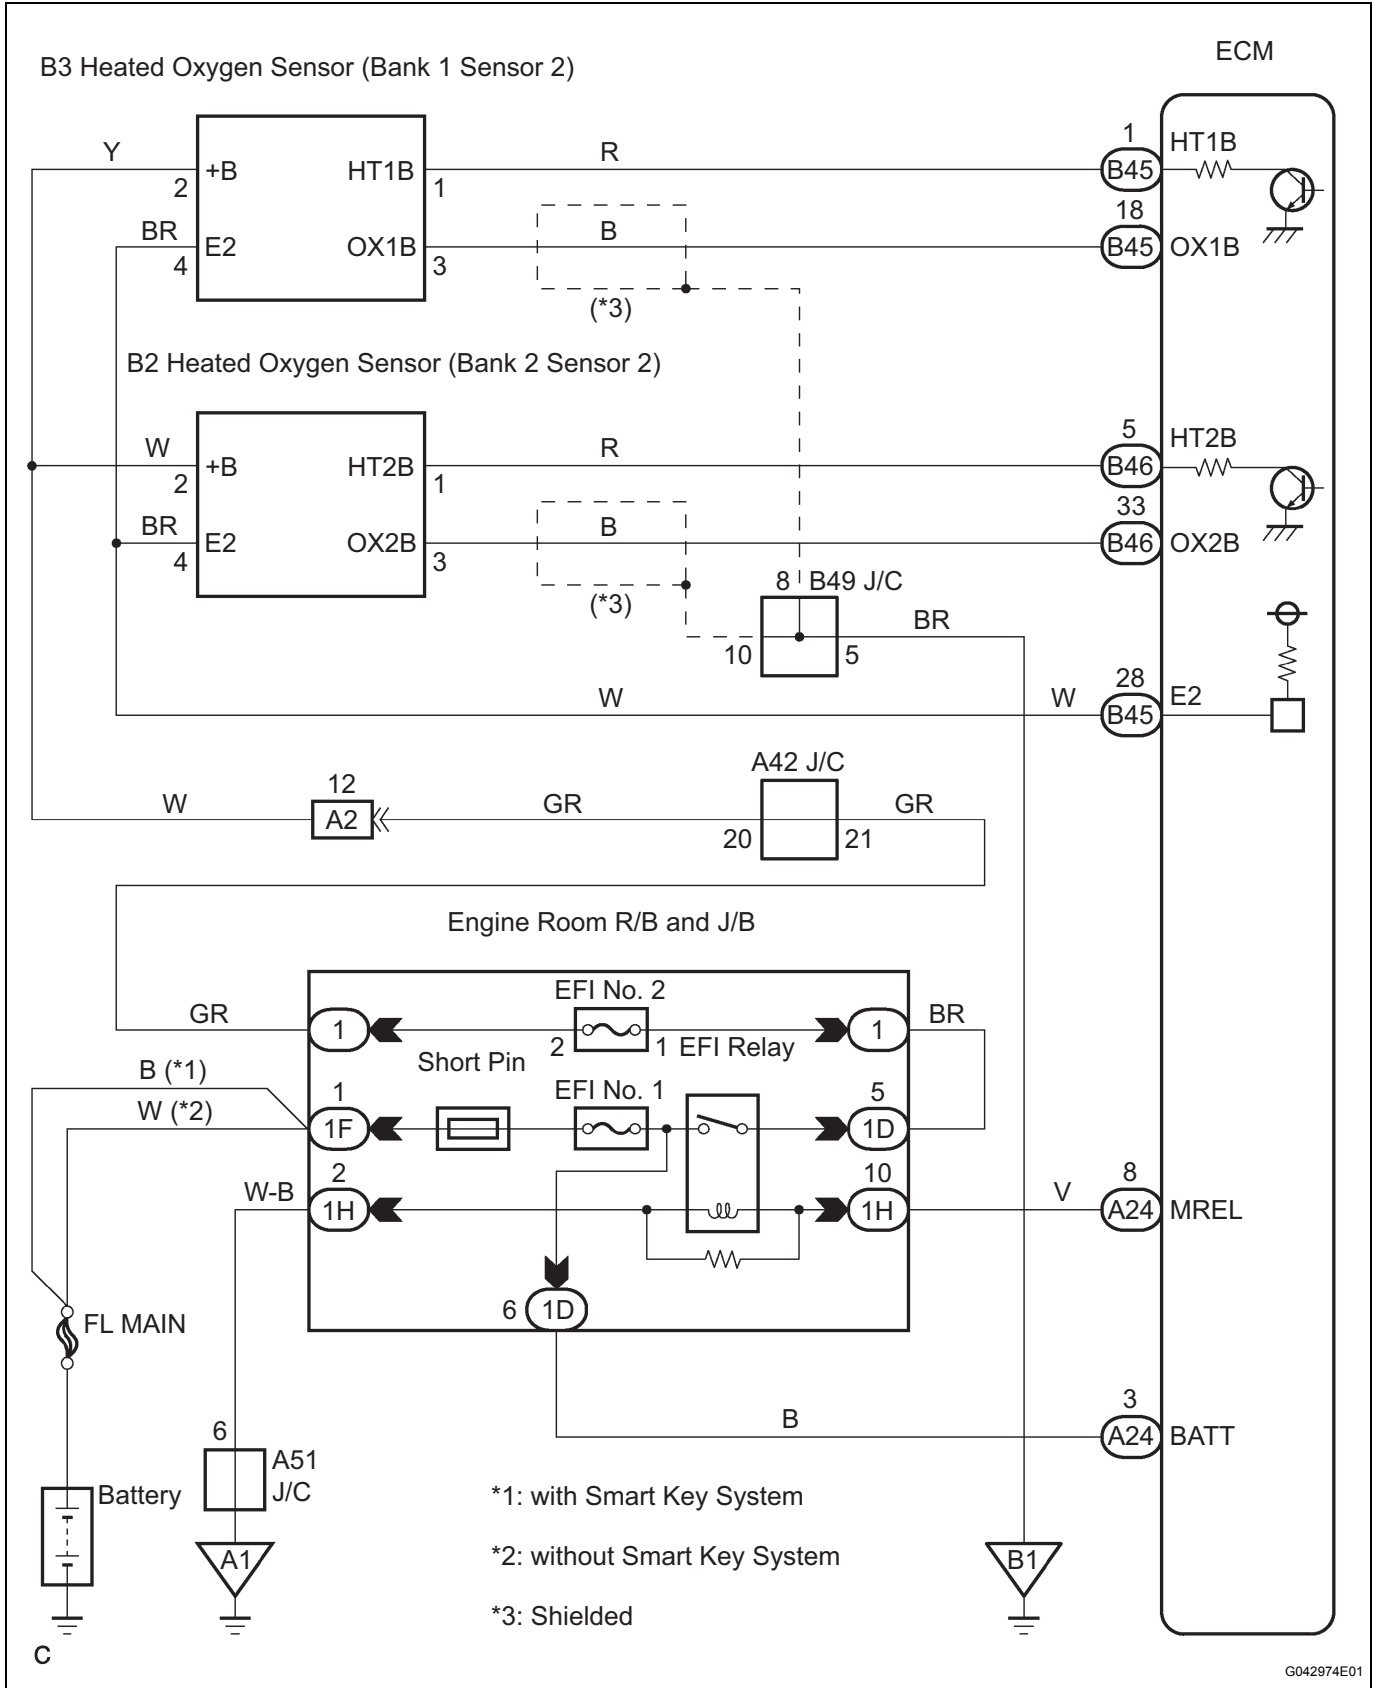 ECM
B3 Heated Oxygen Sensor (Bank 1 Sensor 2)
Y
2
+B
HT1B
1
R
1
B45
HT1B
BR
4
E2
OX1B
3
B
18
B45
OX1B
(*3)
B2 Heated Oxygen Sensor (Bank 2 Sensor 2)
W
2
+B
HT2B
1
R
5
B46
HT2B
BR
4
E2
OX2B
3
B
33
B46
OX2B
(*3)
8
B49 J/C
10
5
BR
W
W
28
B45
E2
A42 J/C
W
12
A2
GR
20
21
GR
Engine Room R/B and J/B
GR
1
EFI No. 2
2
1
EFI Relay
1
BR
Short Pin
B (*1)
W (*2)
1
1F
EFI No. 1
5
1D
W-B
2
1H
10
1H
V
8
A24
MREL
6
1D
FL MAIN
B
3
A24
BATT
6
A51
J/C
Battery
A1
B1
*1: with Smart Key System
*2: without Smart Key System
*3: Shielded
C
G042974E01